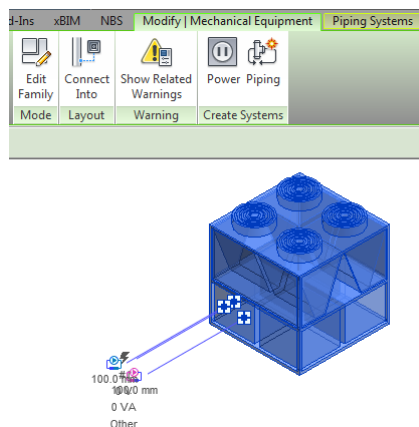 d-Ins xBIM NBS Modify | Mechanical Equipment Piping Systems
Edit Family
Connect Into
Show Related Warnings
Power
Piping
Mode Layout Warning Create Systems
100.0 mm
0 VA
Other